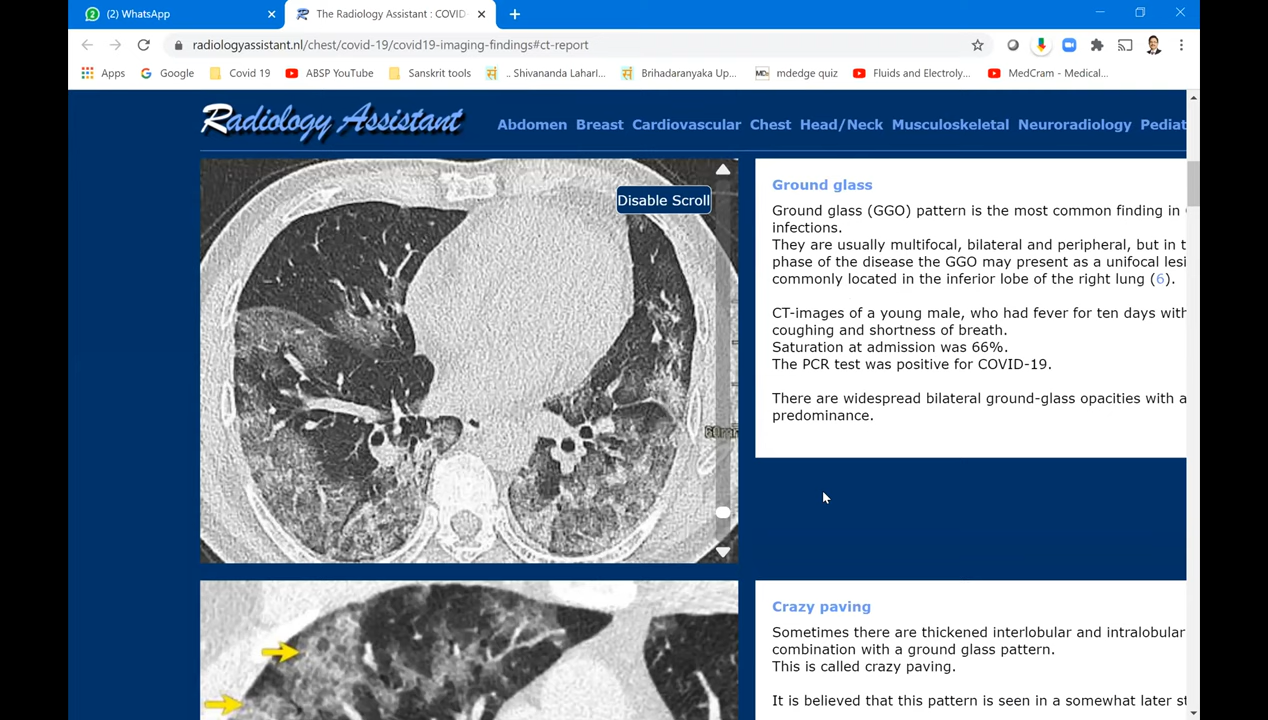 (2) WhatsApp
The Radiology Assistant : COVID
radiologyassistant.nl/chest/covid-19/covid19-imaging-findings#ct-report
Apps Google Covid 19 ABSP YouTube Sanskrit tools .. Shivananda Laharl... Brihadaranyaka Up... mdedge quiz Fluids and Electroly... MedCram - Medical...
Radiology Assistant
Abdomen Breast Cardiovascular Chest Head/Neck Musculoskeletal Neuroradiology Pediat
Disable Scroll
Ground glass
Ground glass (GGO) pattern is the most common finding in
infections.
They are usually multifocal, bilateral and peripheral, but in t
phase of the disease the GGO may present as a unifocal lesi
commonly located in the inferior lobe of the right lung (6).
CT-images of a young male, who had fever for ten days with
coughing and shortness of breath.
Saturation at admission was 66%.
The PCR test was positive for COVID-19.
There are widespread bilateral ground-glass opacities with a
predominance.
Crazy paving
Sometimes there are thickened interlobular and intralobular
combination with a ground glass pattern.
This is called crazy paving.
It is believed that this pattern is seen in a somewhat later st